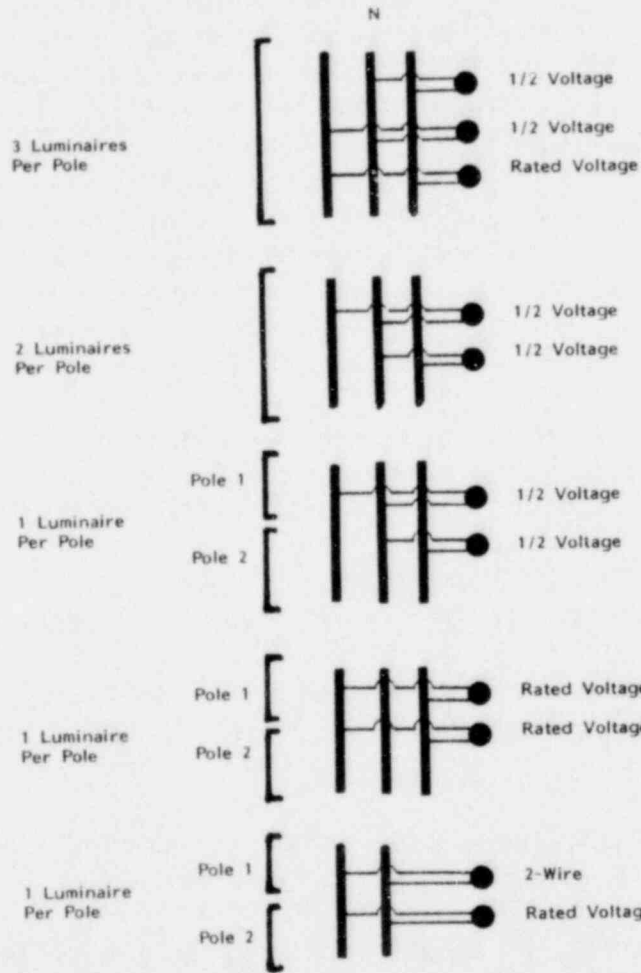 N
1/2 Voltage
3 Luminaires
Per Pole
1/2 Voltage
Rated Voltage
2 Luminaires
Per Pole
1/2 Voltage
1/2 Voltage
1 Luminaire
Per Pole
Pole 1
1/2 Voltage
Pole 2
1/2 Voltage
1 Luminaire
Per Pole
Pole 1
Rated Voltage
Pole 2
Rated Voltage
1 Luminaire
Per Pole
Pole 1
2-Wire
Pole 2
Rated Voltage